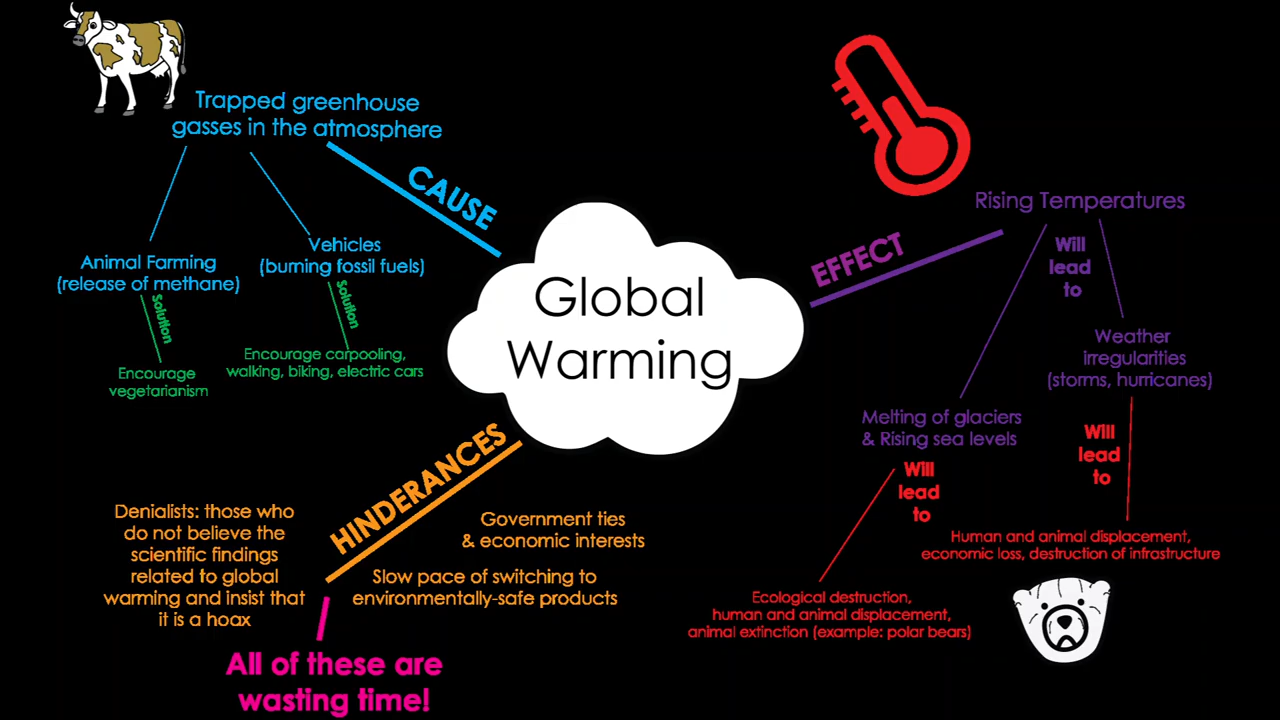 Global
Warming
CAUSE
Trapped greenhouse
gasses in the atmosphere
Animal Farming
(release of methane)
Solution
Encourage
vegetarianism
Vehicles
(burning fossil fuels)
Solution
Encourage carpooling,
walking, biking, electric cars
EFFECT
Rising Temperatures
Will
lead
to
Melting of glaciers
& Rising sea levels
Weather
irregularities
(storms, hurricanes)
Will
lead
to
Ecological destruction,
human and animal displacement,
animal extinction (example: polar bears)
Will
lead
to
Human and animal displacement,
economic loss, destruction of infrastructure
HINDERANCES
Denialists: those who
do not believe the
scientific findings
related to global
warming and insist that
it is a hoax
Government ties
& economic interests
Slow pace of switching to
environmentally-safe products
All of these are
wasting time!